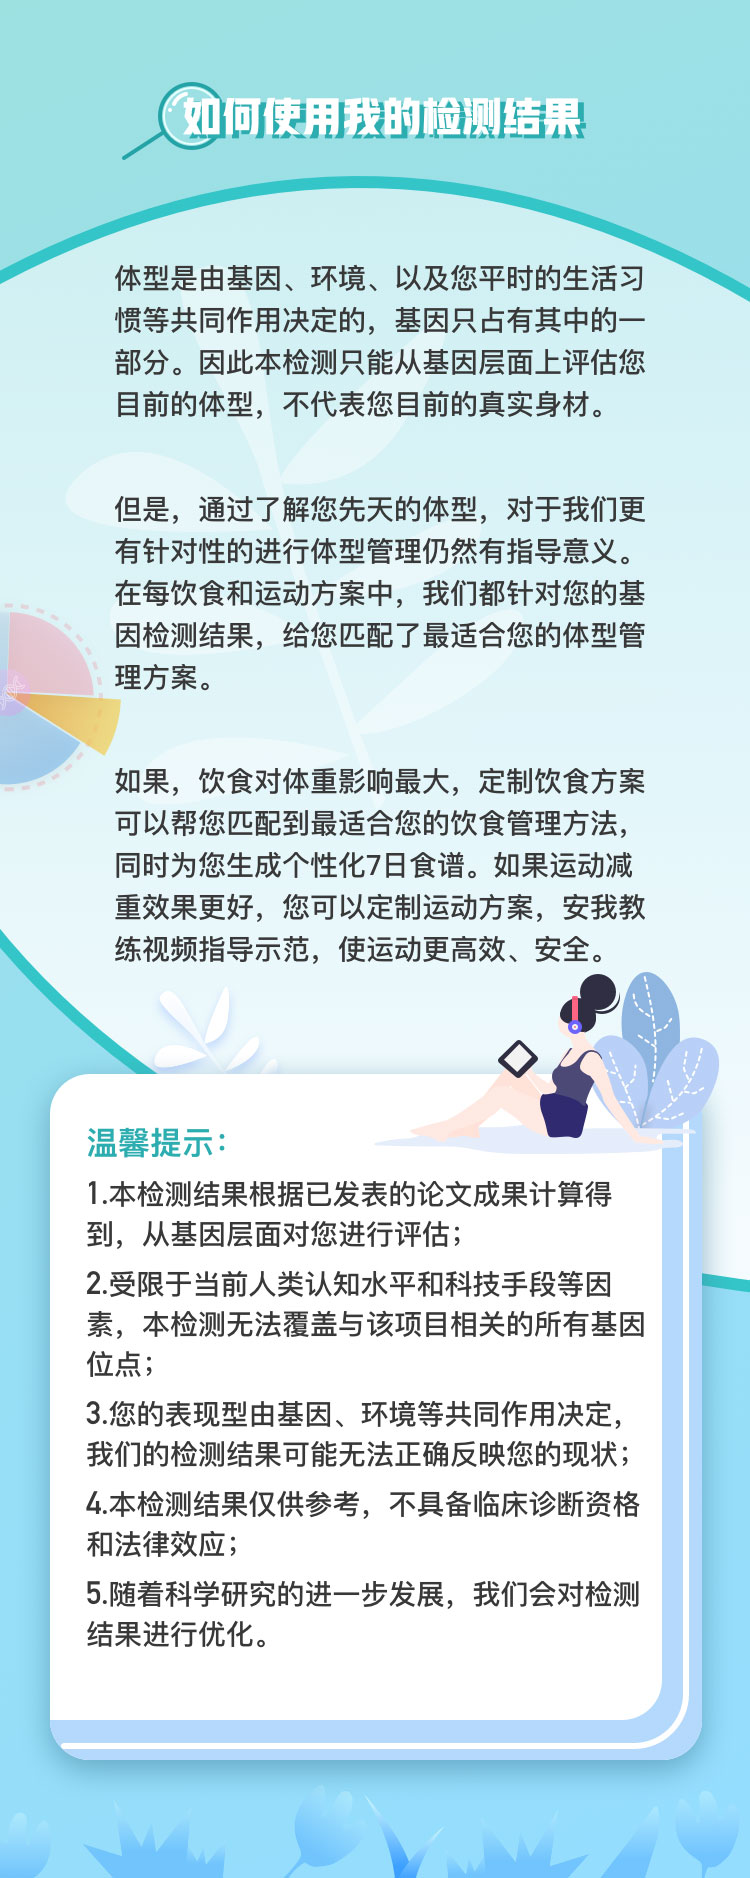 如何使用我的检测结果
体型是由基因、环境、以及您平时的生活习
惯等共同作用决定的，基因只占有其中的一
部分。因此本检测只能从基因层面上评估您
目前的体型，不代表您目前的真实身材。
但是，通过了解您先天的体型，对于我们更
有针对性的进行体型管理仍然有指导意义。
在每饮食和运动方案中，我们都针对您的基
因检测结果，给您匹配了最适合您的体型管
理方案。
如果，饮食对体重影响最大，定制饮食方案
可以帮您匹配到最适合您的饮食管理方法，
同时为您生成个性化7日食谱。如果运动减
重效果更好，您可以定制运动方案，安我教
练视频指导示范，使运动更高效、安全。
温馨提示：
1.本检测结果根据已发表的论文成果计算得
到，从基因层面对您进行评估；
2.受限于当前人类认知水平和科技手段等因
素，本检测无法覆盖与该项目相关的所有基因
位点；
3.您的表现型由基因、环境等共同作用决定，
我们的检测结果可能无法正确反映您的现状；
4.本检测结果仅供参考，不具备临床诊断资格
和法律效应；
5.随着科学研究的进一步发展，我们会对检测
结果进行优化。